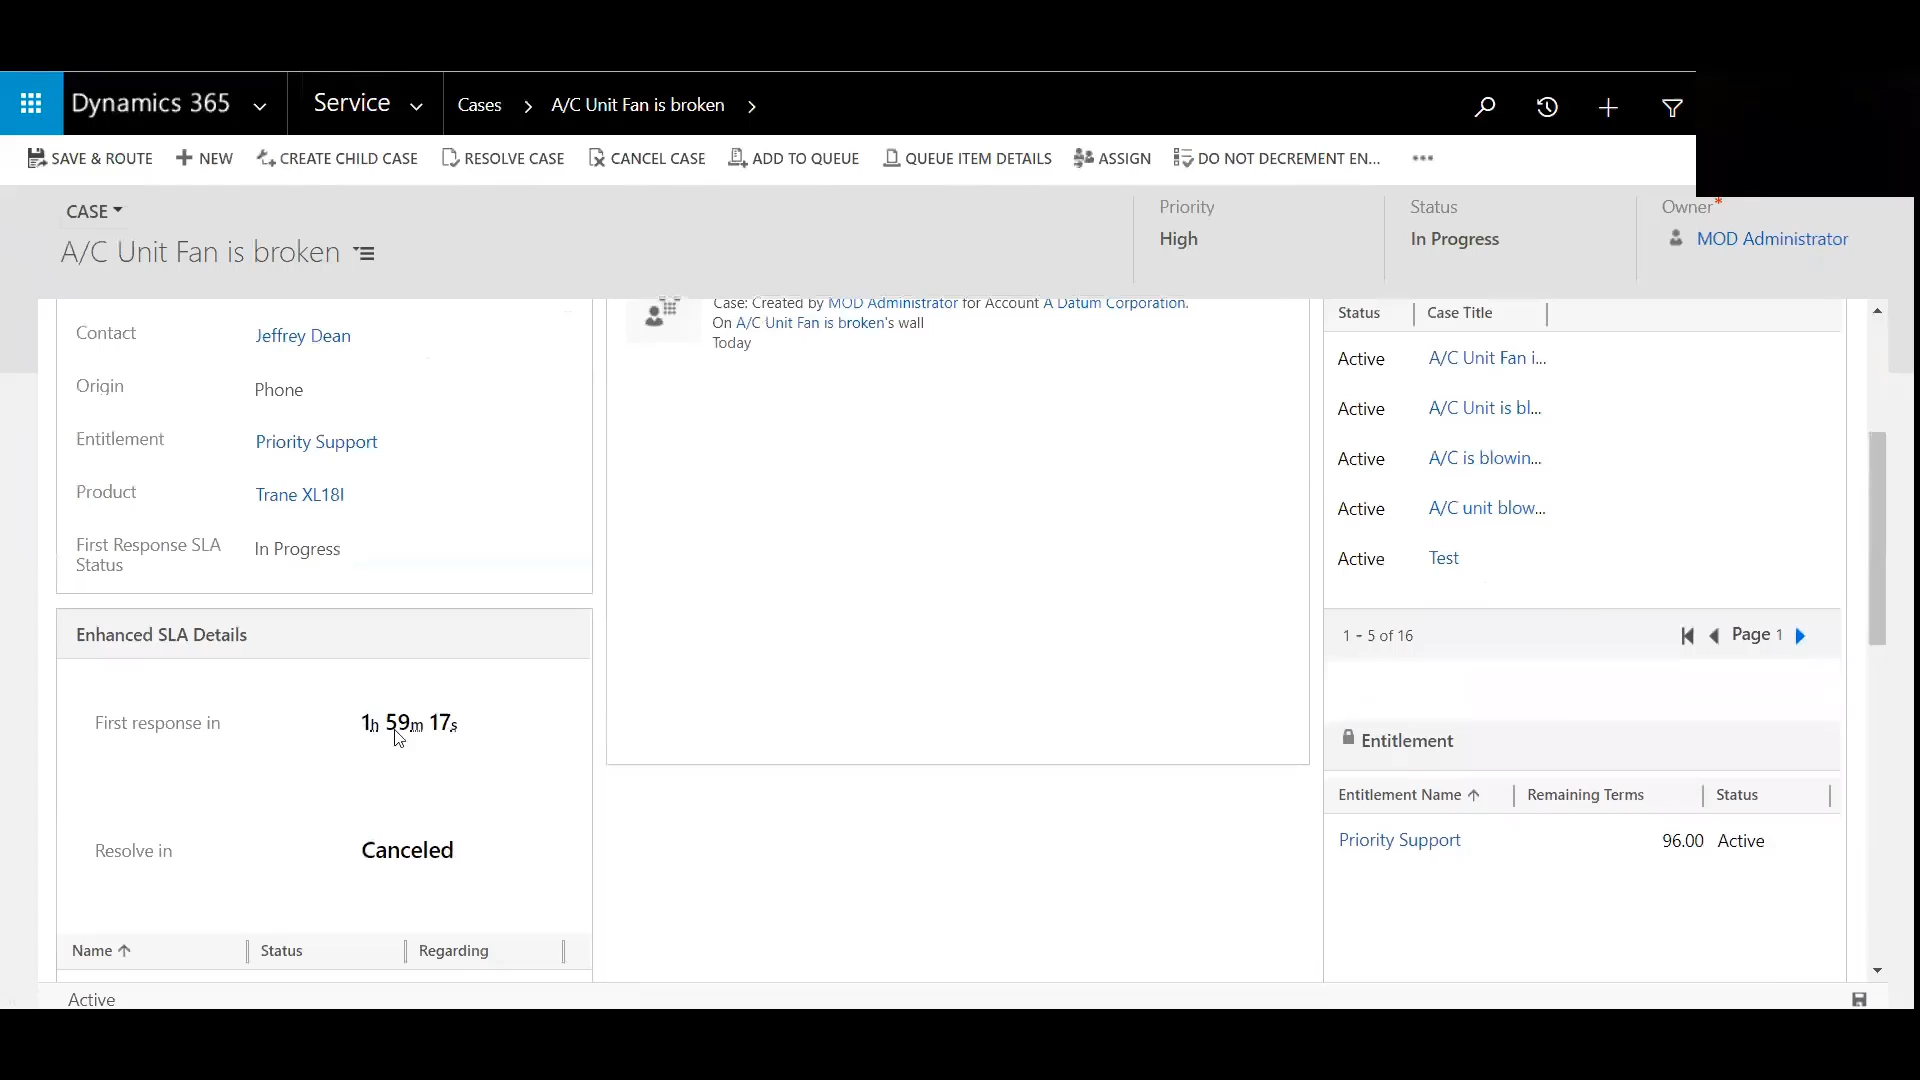 Dynamics 365
Service
Cases
A/C Unit Fan is broken
SAVE & ROUTE
NEW
CREATE CHILD CASE
RESOLVE CASE
CANCEL CASE
ADD TO QUEUE
QUEUE ITEM DETAILS
ASSIGN
DO NOT DECREMENT EN...
CASE
A/C Unit Fan is broken
Priority
High
Status
In Progress
Owner*
MOD Administrator
Contact
Jeffrey Dean
Origin
Phone
Entitlement
Priority Support
Product
Trane XL18I
First Response SLA
Status
In Progress
Enhanced SLA Details
First response in
1h 59m 17s
Resolve in
Canceled
Name
Status
Regarding
Case: Created by MOD Administrator for Account A Datum Corporation.
On A/C Unit Fan is broken's wall
Today
Status
Case Title
Active A/C Unit Fan i...
Active A/C Unit is bl...
Active A/C is blowin...
Active A/C unit blow...
Active Test
1 - 5 of 16
Page 1
Entitlement
Entitlement Name
Remaining Terms
Status
Priority Support 96.00 Active
Active